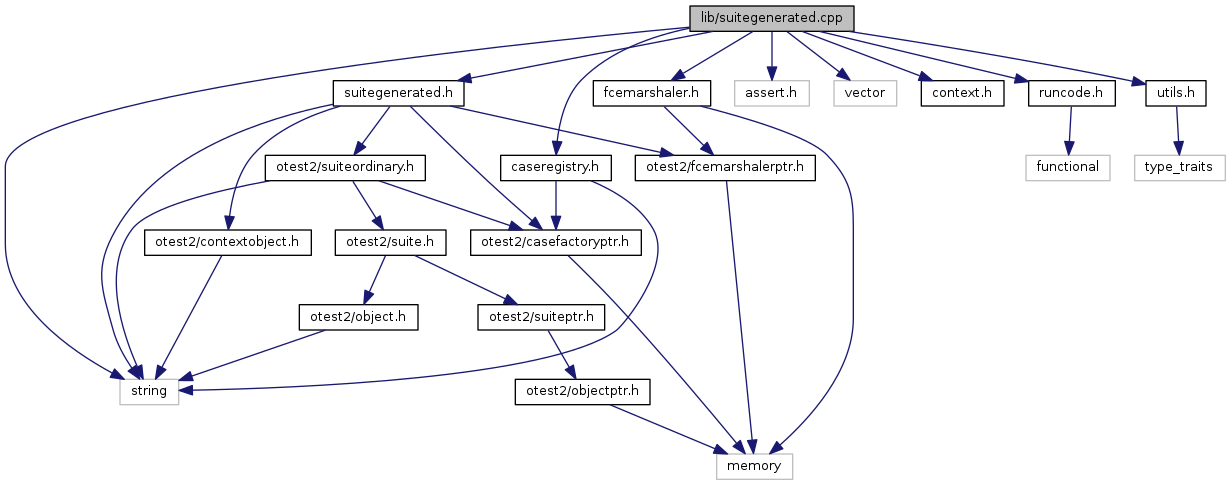 lib/suitegenerated.cpp
suitegenerated.h
fcemarshaler.h
assert.h
vector
context.h
runcode.h
utils.h
otest2/suiteordinary.h
caseregistry.h
otest2/fcemarshalerptr.h
functional
type_traits
otest2/contextobject.h
otest2/suite.h
otest2/casefactoryptr.h
otest2/object.h
otest2/suiteptr.h
string
otest2/objectptr.h
memory